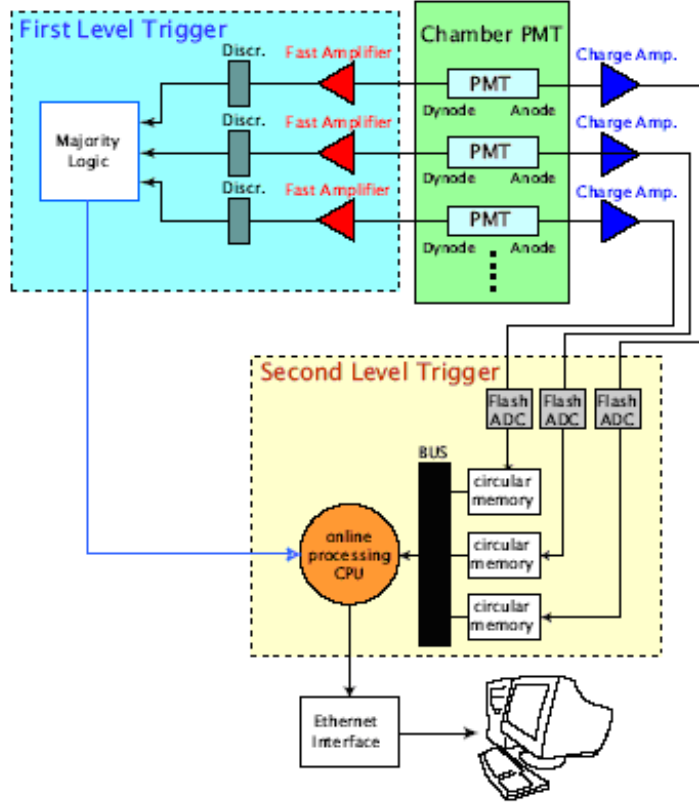 First Level Trigger
Chamber PMT
Discr.
Fast Amplifier
Charge Amp.
PMT
Dynode
Anode
Majority
Logic
Discr.
Fast Amplifier
Charge Amp.
PMT
Dynode
Anode
Discr.
Fast Amplifier
Charge Amp.
PMT
Dynode
Anode
Second Level Trigger
Flash
ADC
Flash
ADC
Flash
ADC
BUS
circular
memory
online
processing
CPU
circular
memory
circular
memory
Ethernet
Interface